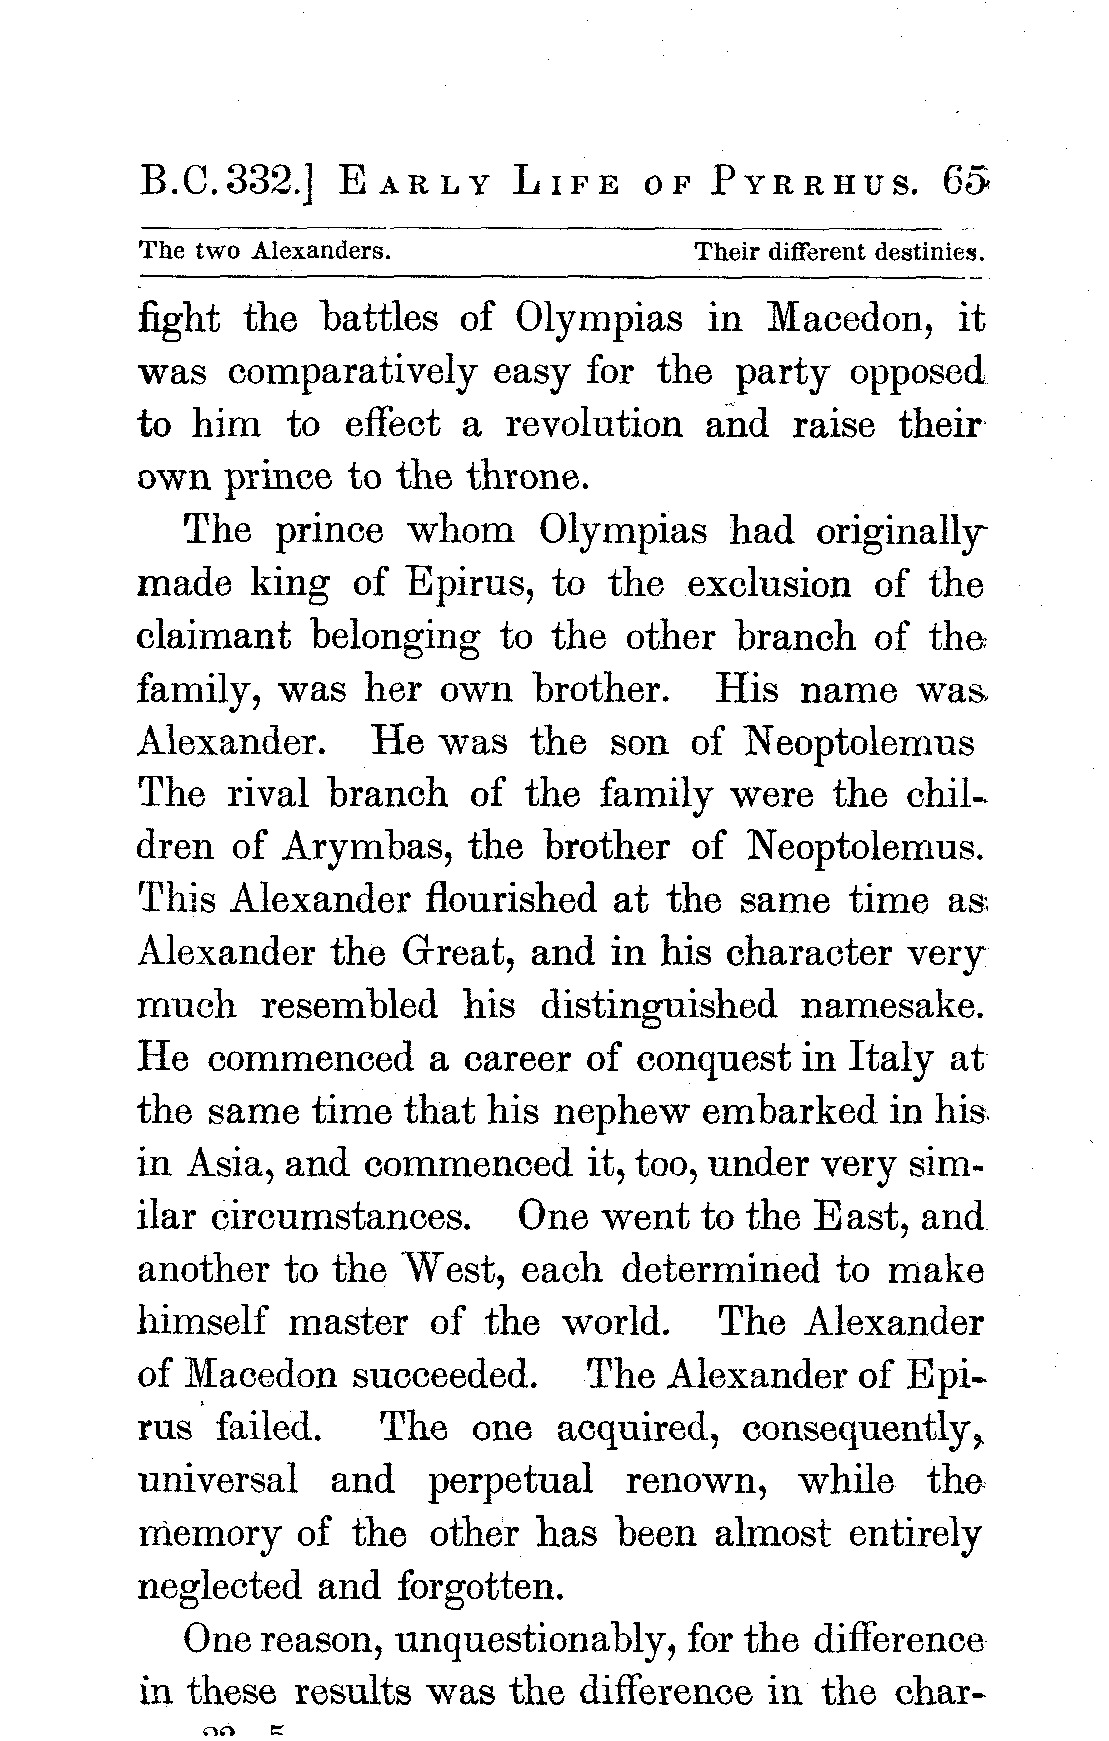 B.C. 332.] EARLY LIFE OF PYRRHUS. 65
The two Alexanders. Their different destinies.
fight the battles of Olympias in Macedon, it
was comparatively easy for the party opposed
to him to effect a revolution and raise their
own prince to the throne.
The prince whom Olympias had originally
made king of Epirus, to the exclusion of the
claimant belonging to the other branch of the
family, was her own brother. His name was
Alexander. He was the son of Neoptolemus
The rival branch of the family were the chil-
dren of Arymbas, the brother of Neoptolemus.
This Alexander flourished at the same time as
Alexander the Great, and in his character very
much resembled his distinguished namesake.
He commenced a career of conquest in Italy at
the same time that his nephew embarked in his
in Asia, and commenced it, too, under very sim-
ilar circumstances. One went to the East, and
another to the West, each determined to make
himself master of the world. The Alexander
of Macedon succeeded. The Alexander of Epi-
rus failed. The one acquired, consequently,
universal and perpetual renown, while the
memory of the other has been almost entirely
neglected and forgotten.
One reason, unquestionably, for the difference
in these results was the difference in the char-